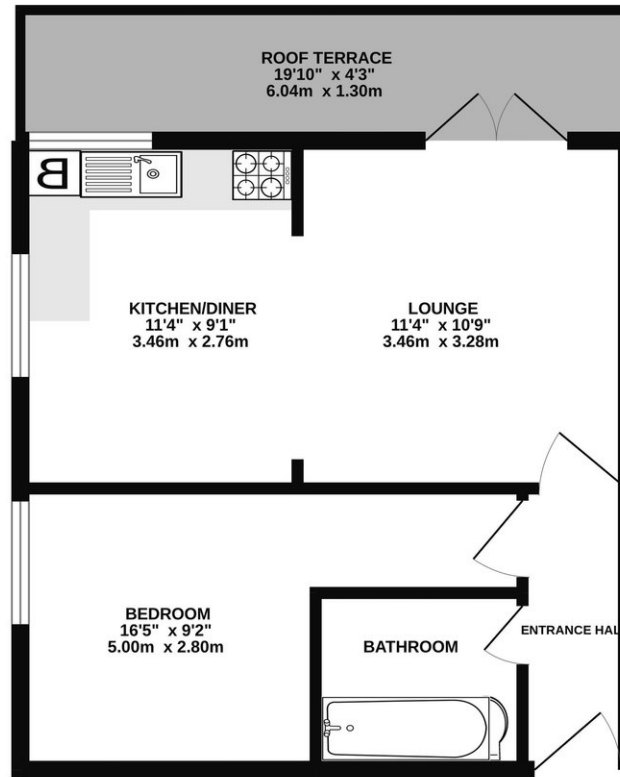 ROOF TERRACE
19'10" x 4'3"
6.04m x 1.30m
B
KITCHEN/DINER
11'4" x 9'1"
3.46m x 2.76m
LOUNGE
11'4" x 10'9"
3.46m x 3.28m
BEDROOM
16'5" x 9'2"
5.00m x 2.80m
BATHROOM
ENTRANCE HAL